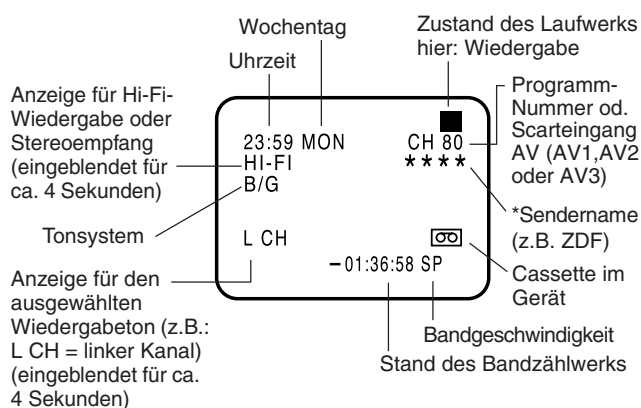 Wochentag
Uhrzeit
Zustand des Laufwerks
hier: Wiedergabe
Anzeige für Hi-Fi-
Wiedergabe oder
Stereoempfang
(eingeblendet für
ca. 4 Sekunden)
Tonsystem
Anzeige für den
ausgewählten
Wiedergabeton (z.B.:
L CH = linker Kanal)
(eingeblendet für ca.
4 Sekunden)
23:59 MON
HI-FI
B/G
L CH
CH 80
****
−01:36:58 SP
Programm-
Nummer od.
Scarteingang
AV (AV1,AV2
oder AV3)
*Sendername
(z.B. ZDF)
Cassette im
Gerät
Bandgeschwindigkeit
Stand des Bandzählwerks